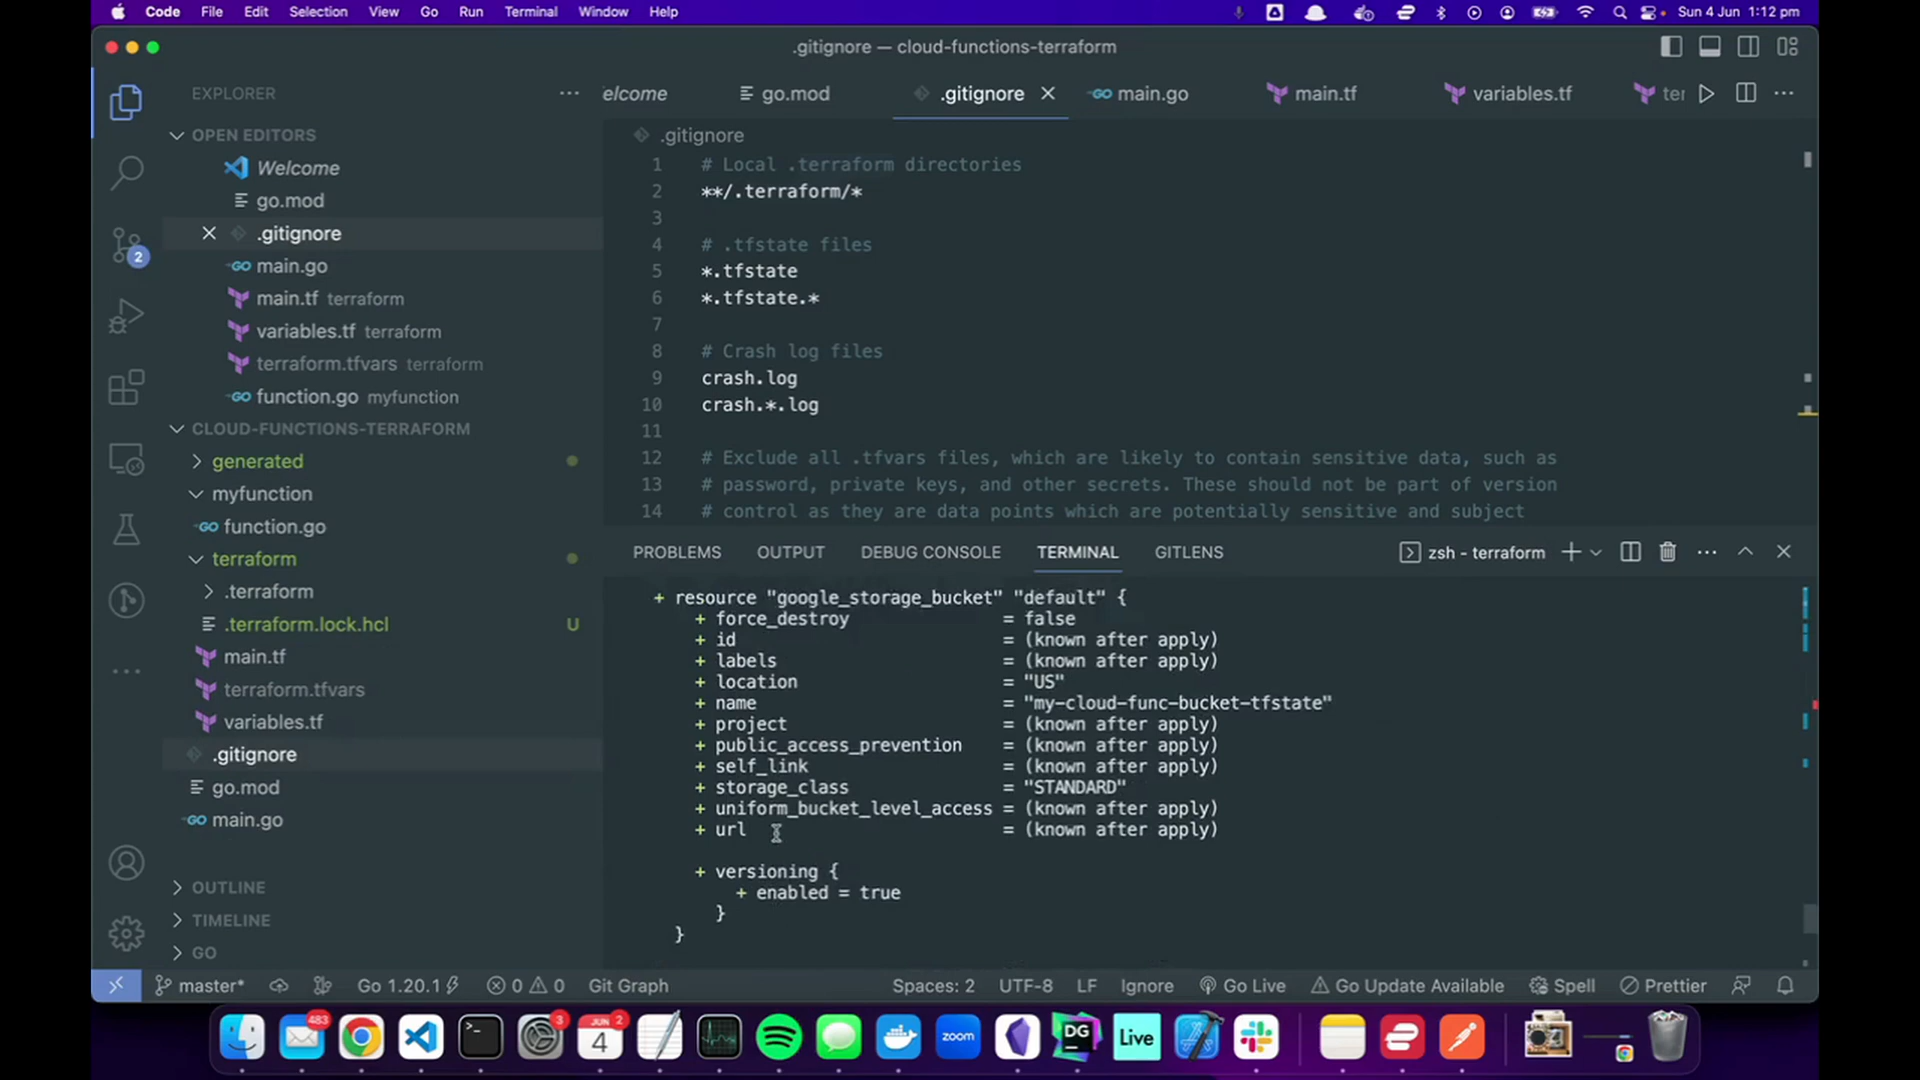 Code File Edit Selection View Go Run Terminal Window Help
Sun 4 Jun 1:12 pm
.gitignore — cloud-functions-terraform
EXPLORER
elcome
go.mod
.gitignore
main.go
main.tf
variables.tf
ter
OPEN EDITORS
Welcome
go.mod
.gitignore
main.go
main.tf terraform
variables.tf terraform
terraform.tfvars terraform
function.go myfunction
CLOUD-FUNCTIONS-TERRAFORM
generated
myfunction
function.go
terraform
.terraform
.terraform.lock.hcl U
main.tf
terraform.tfvars
variables.tf
.gitignore
go.mod
main.go
OUTLINE
TIMELINE
GO
2
.gitignore
1 # Local .terraform directories
2 **/.terraform/*
3
4 # .tfstate files
5 *.tfstate
6 *.tfstate.*
7
8 # Crash log files
9 crash.log
10 crash.*.log
11
12 # Exclude all .tfvars files, which are likely to contain sensitive data, such as
13 # password, private keys, and other secrets. These should not be part of version
14 # control as they are data points which are potentially sensitive and subject
PROBLEMS OUTPUT DEBUG CONSOLE TERMINAL GITLENS
zsh - terraform
+ resource "google_storage_bucket" "default" {
+ force_destroy = false
+ id = (known after apply)
+ labels = (known after apply)
+ location = "US"
+ name = "my-cloud-func-bucket-tfstate"
+ project = (known after apply)
+ public_access_prevention = (known after apply)
+ self_link = (known after apply)
+ storage_class = "STANDARD"
+ uniform_bucket_level_access = (known after apply)
+ url = (known after apply)
+ versioning {
+ enabled = true
}
}
master* Go 1.20.1 0 0 Git Graph
Spaces: 2 UTF-8 LF Ignore Go Live Go Update Available Spell Prettier
483
3
JUN 2
4
zoom
DG
Live